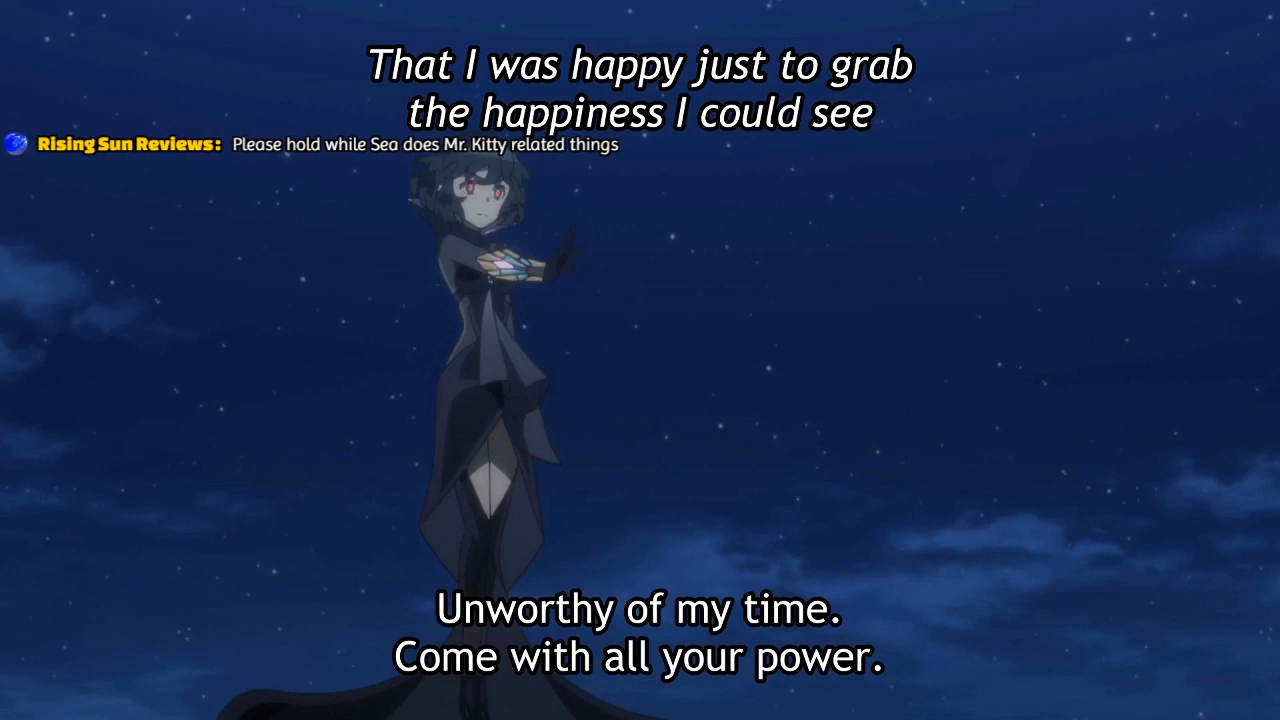 That I was happy just to grab
the happiness I could see
Rising Sun Reviews: Please hold while Sea does Mr. Kitty related things
Unworthy of my time.
Come with all your power.